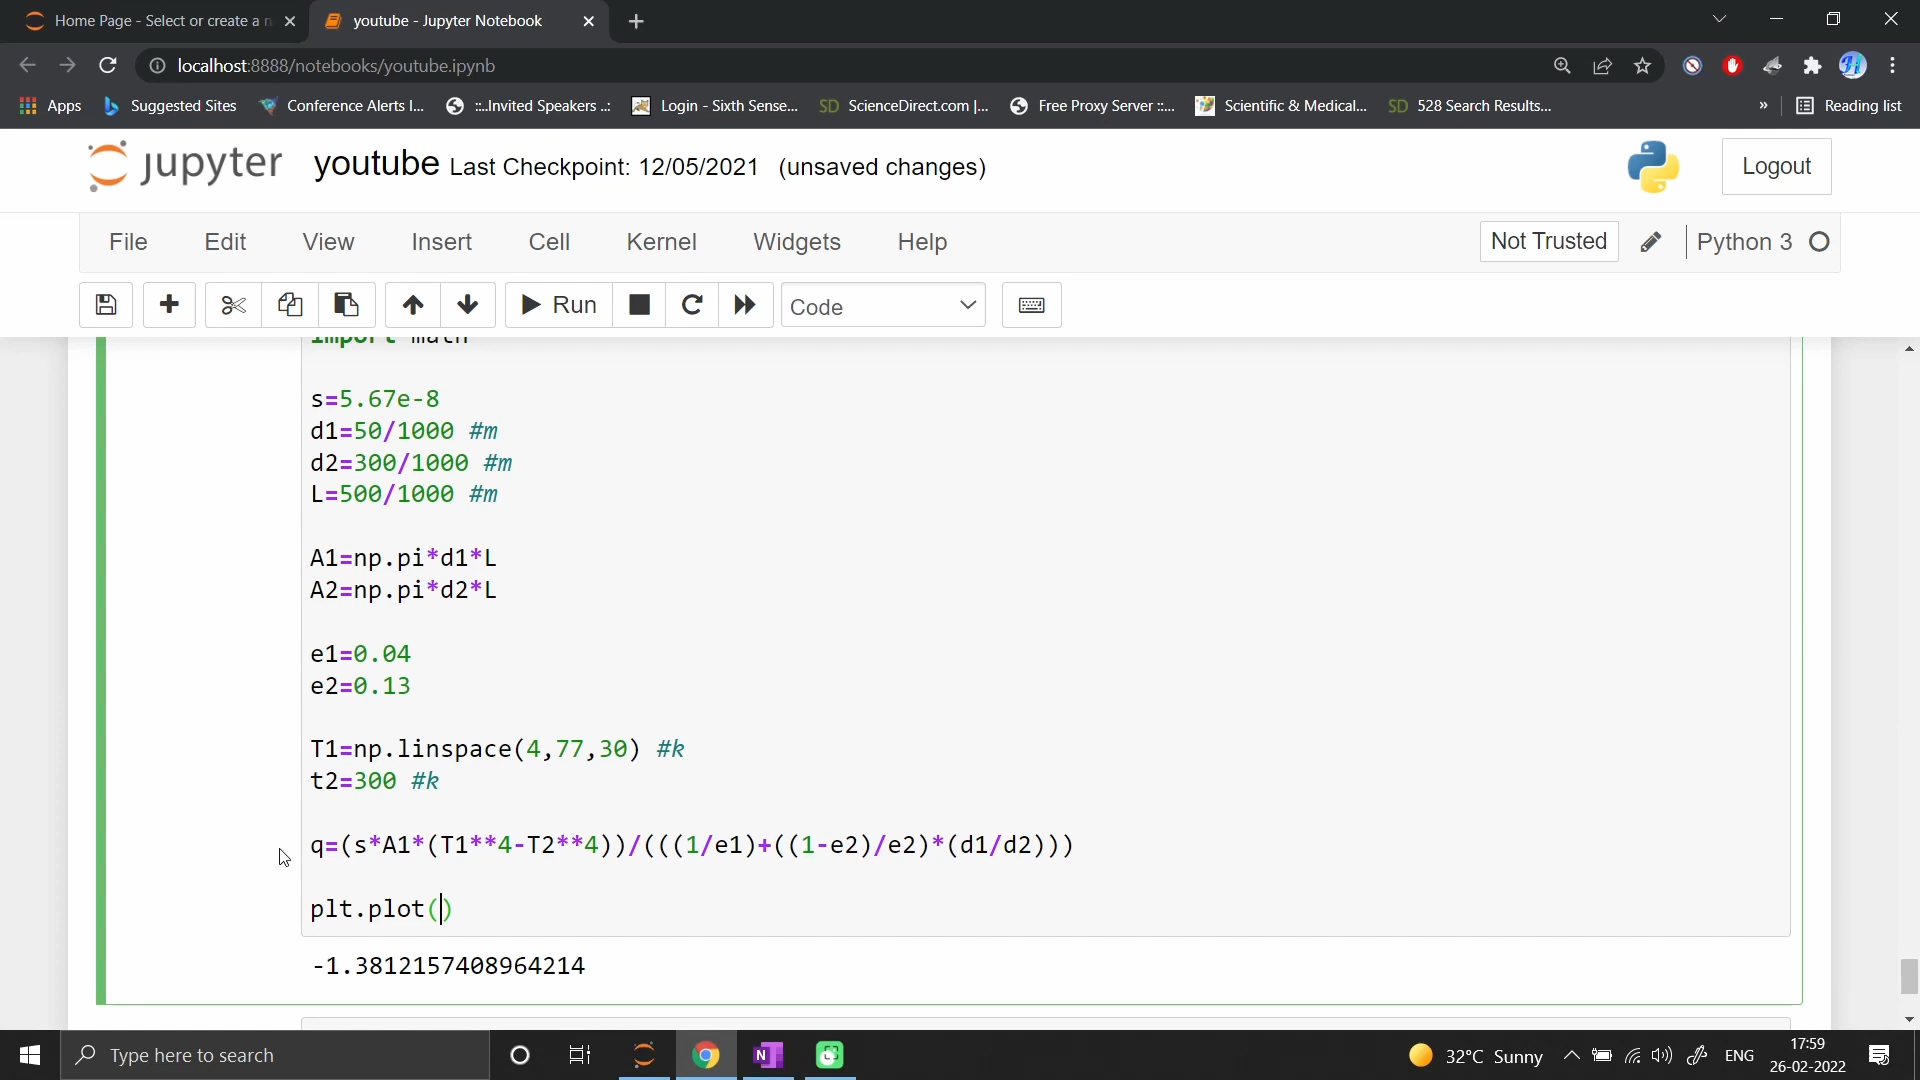 Home Page - Select or create a n
youtube - Jupyter Notebook
localhost:8888/notebooks/youtube.ipynb
Apps
Suggested Sites
Conference Alerts I...
::..Invited Speakers ..:
Login - Sixth Sense...
SD ScienceDirect.com |...
Free Proxy Server ::...
Scientific & Medical...
SD 528 Search Results...
»
Reading list
jupyter youtube Last Checkpoint: 12/05/2021 (unsaved changes)
Logout
File Edit View Insert Cell Kernel Widgets Help
Not Trusted
Python 3
Run
Code
import math
s=5.67e-8
d1=50/1000 #m
d2=300/1000 #m
L=500/1000 #m
A1=np.pi*d1*L
A2=np.pi*d2*L
e1=0.04
e2=0.13
T1=np.linspace(4,77,30) #k
t2=300 #k
q=(s*A1*(T1**4-T2**4))/(((1/e1)+((1-e2)/e2)*(d1/d2)))
plt.plot()
-1.3812157408964214
Type here to search
N
32°C Sunny
ENG
17:59
26-02-2022